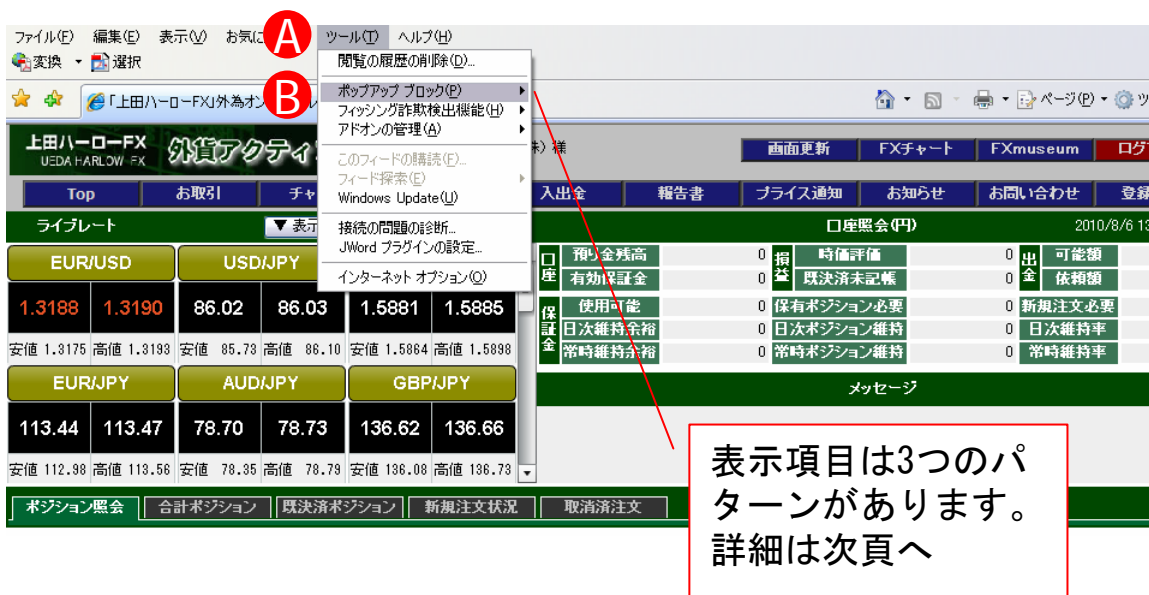 ファイル(F) 編集(E) 表示(V) お気に A ツール(T) ヘルプ(H)
変換 選択
閲覧の履歴の削除(D)...
B ポップアップ ブロック(P)
フィッシング詐欺検出機能(H)
アドオンの管理(A)
このフィードの購読(E)...
フィード探索(E)
Windows Update(U)
接続の問題の診断...
JWord プラグインの設定...
インターネット オプション(O)
「上田ハーローFX」外為オン
ページ(P) ツ
上田ハーローFX
UEDA HARLOW FX
外貨アクティ
株) 様
画面更新 FXチャート FXmuseum ログ
Top お取引 チャ 入出金 報告書 プライス通知 お知らせ お問い合わせ 登録
ライブレート ▼表示 口座照会(円) 2010/8/6 13
EUR/USD USD/JPY
1.3188 1.3190 86.02 86.03 1.5881 1.5885
安値 1.3175 高値 1.3193 安値 85.73 高値 86.10 安値 1.5864 高値 1.5898
EUR/JPY AUD/JPY GBP/JPY
113.44 113.47 78.70 78.73 136.62 136.66
安値 112.98 高値 113.56 安値 78.35 高値 78.79 安値 136.08 高値 136.73
口座 預り金残高 0 損益 時価評価 0 出金 可能額
有効保証金 0 既決済未記帳 0 依頼額
保証金 使用可能 0 保有ポジション必要 0 新規注文必要
日次維持余裕 0 日次ポジション維持 0 日次維持率
常時維持余裕 0 常時ポジション維持 0 常時維持率
メッセージ
ポジション照会 合計ポジション 既決済ポジション 新規注文状況 取消済注文
表示項目は3つのパ
ターンがあります。
詳細は次頁へ